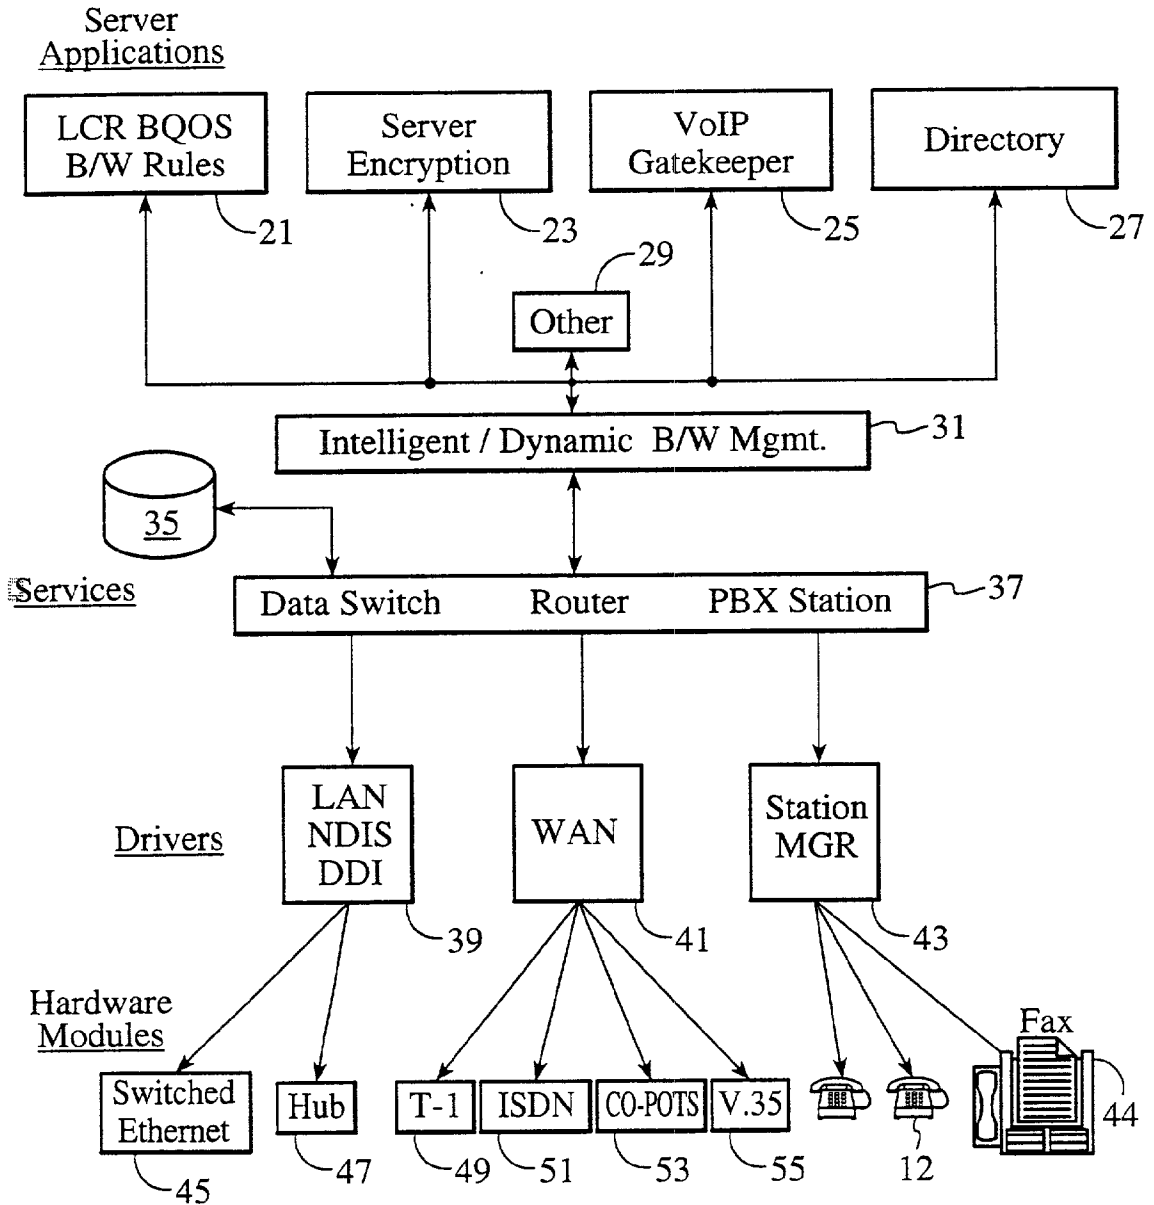 Server
Applications
LCR BQOS
B/W Rules
Server
Encryption
VoIP
Gatekeeper
Directory
21
23
25
27
29
Other
Intelligent / Dynamic B/W Mgmt.
31
35
Services
Data Switch Router PBX Station
37
Drivers
LAN
NDIS
DDI
WAN
Station
MGR
39
41
43
Hardware
Modules
Fax
Switched
Ethernet
Hub
T-1
ISDN
CO-POTS
V.35
44
45
47
49
51
53
55
12